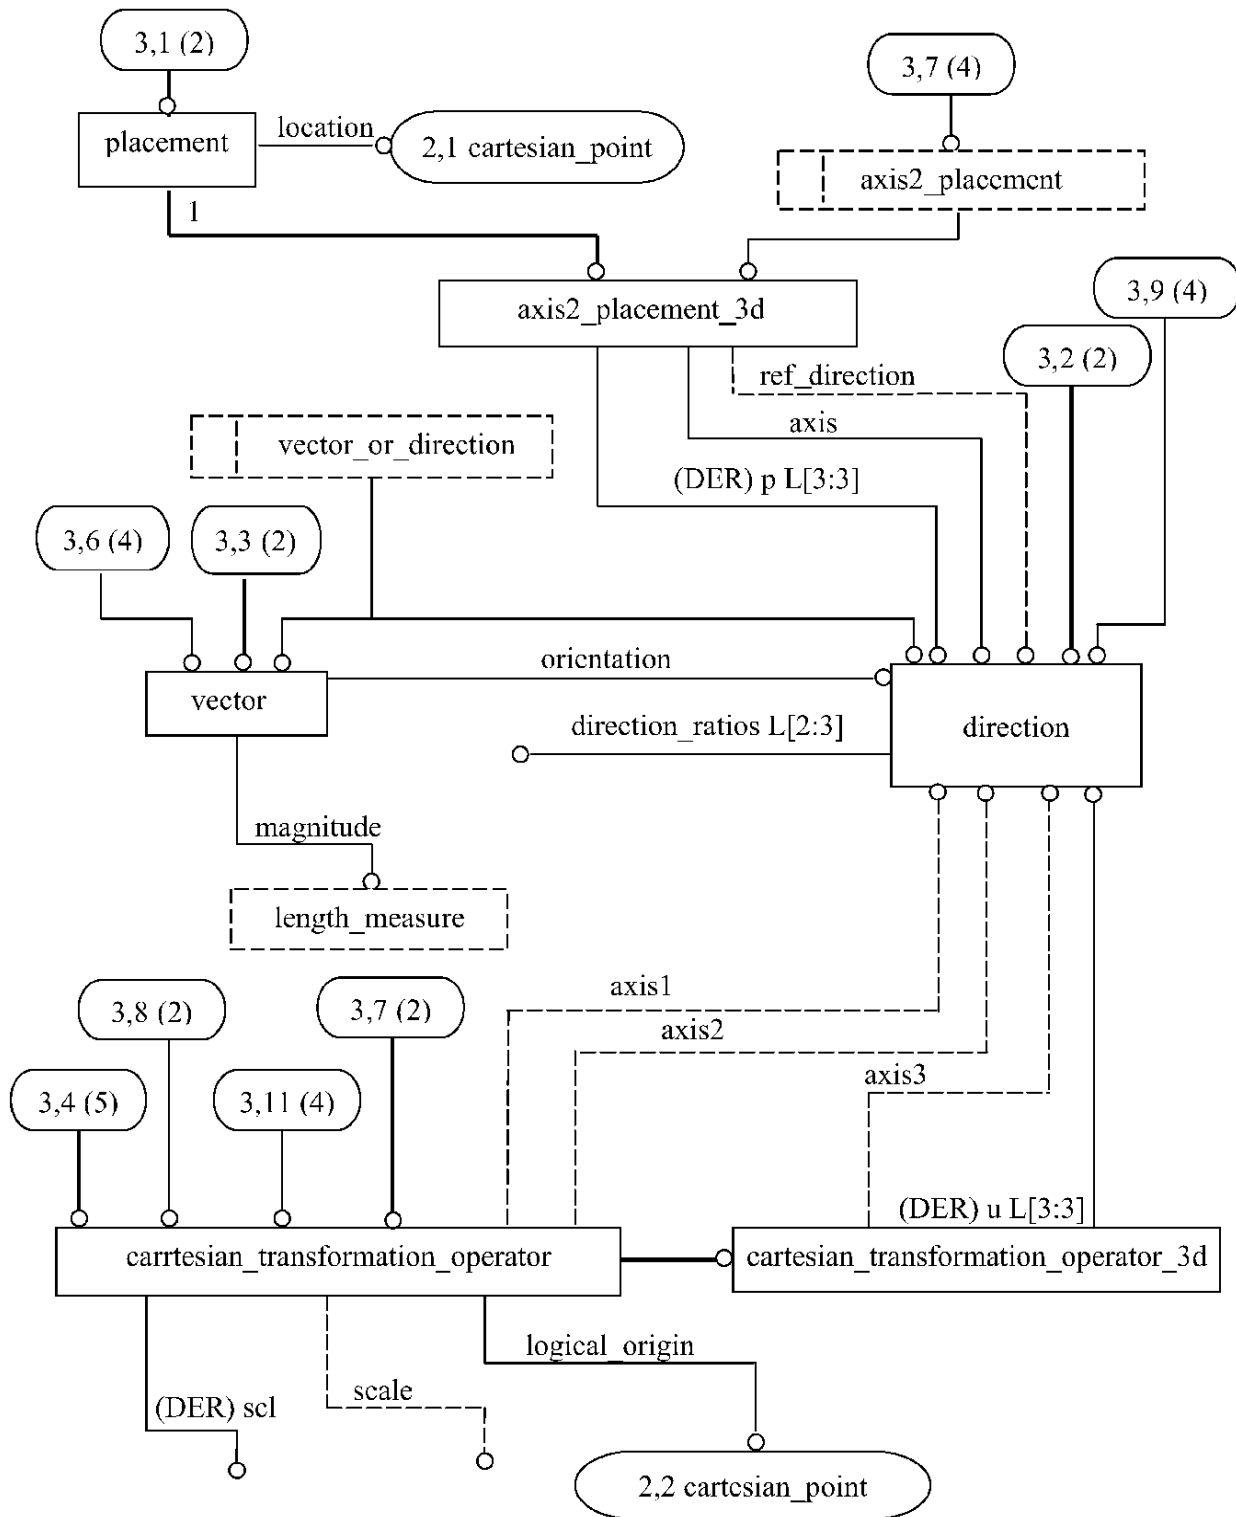 3,1 (2)
3,7 (4)
placement
location
2,1 cartesian_point
axis2_placement
1
3,9 (4)
axis2_placement_3d
3,2 (2)
ref_direction
axis
vector_or_direction
(DER) p L[3:3]
3,6 (4)
3,3 (2)
orientation
vector
direction_ratios L[2:3]
direction
magnitude
length_measure
axis1
3,8 (2)
3,7 (2)
axis2
axis3
3,4 (5)
3,11 (4)
(DER) u L[3:3]
carrtesian_transformation_operator
cartesian_transformation_operator_3d
logical_origin
scale
(DER) scl
2,2 cartesian_point